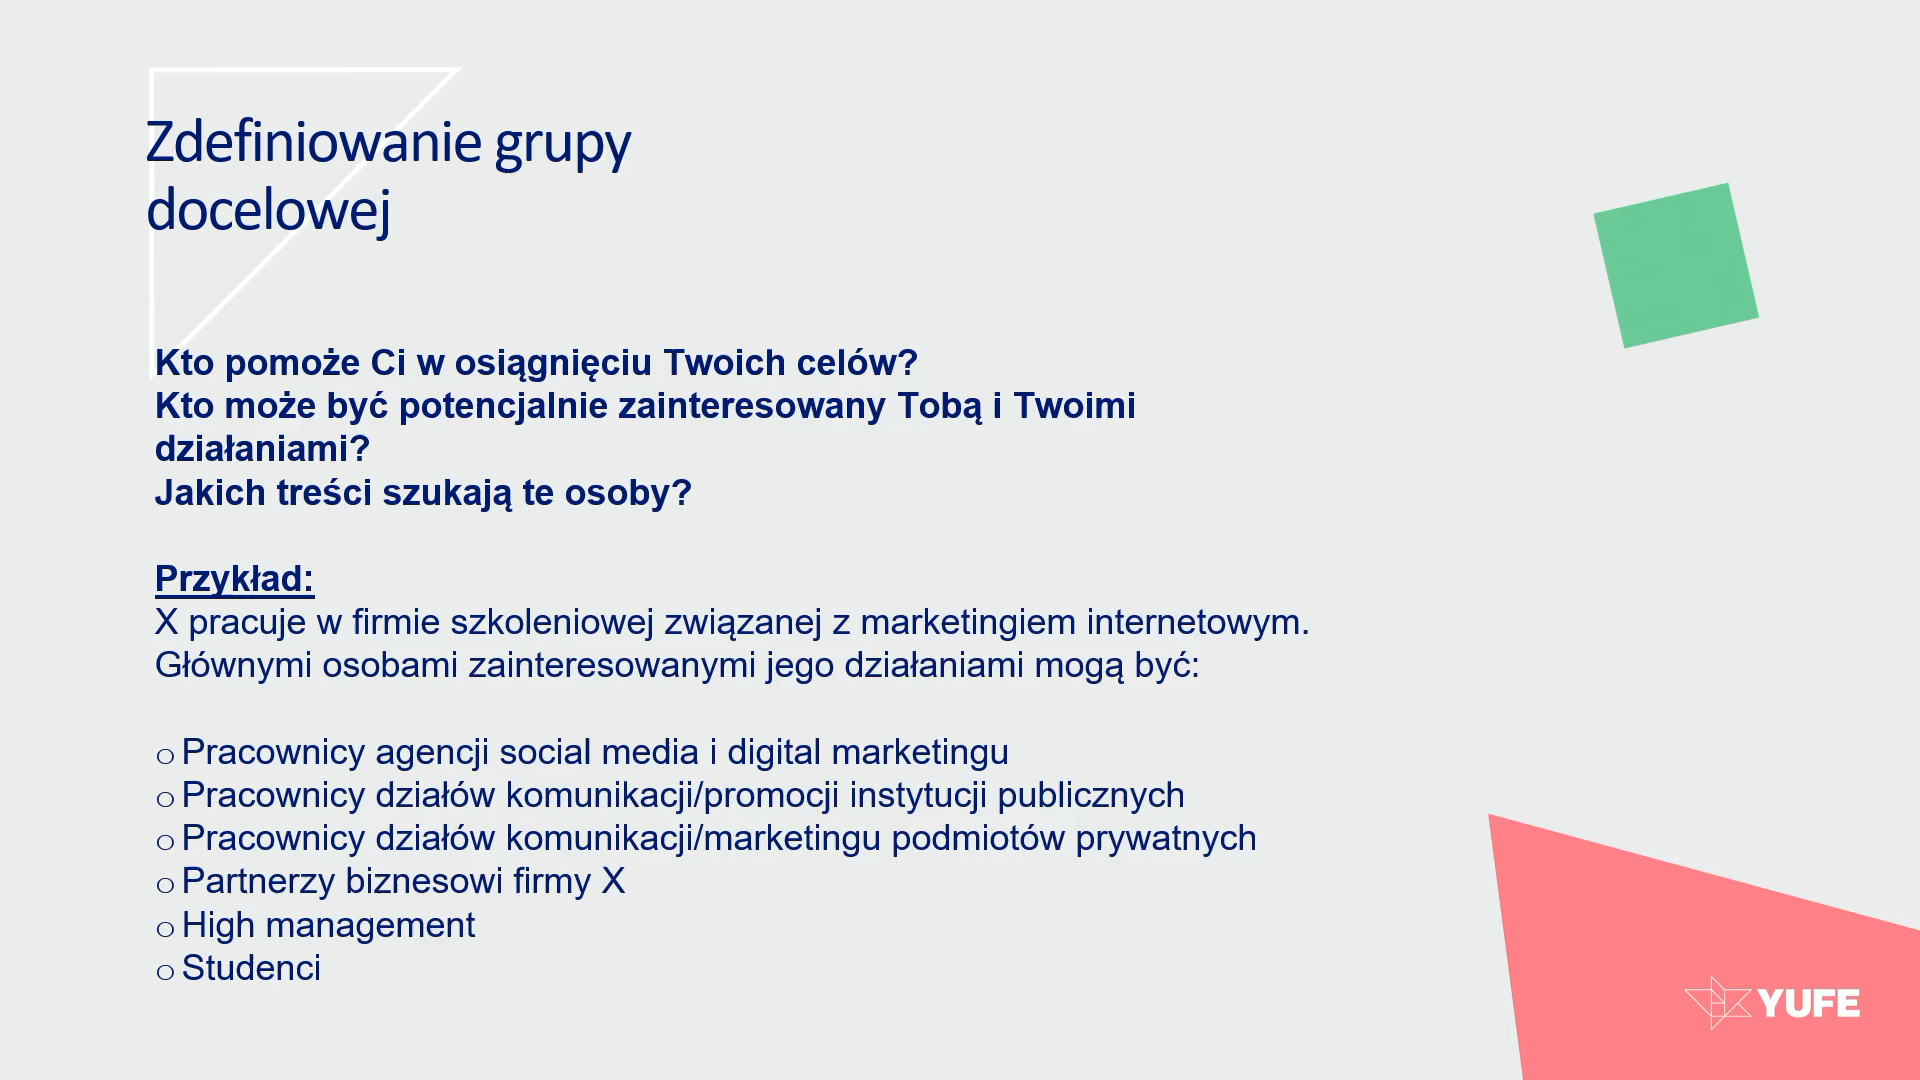 Zdefiniowanie grupy
docelowej
Kto pomoże Ci w osiągnięciu Twoich celów?
Kto może być potencjalnie zainteresowany Tobą i Twoimi
działaniami?
Jakich treści szukają te osoby?
Przykład:
X pracuje w firmie szkoleniowej związanej z marketingiem internetowym.
Głównymi osobami zainteresowanymi jego działaniami mogą być:
o Pracownicy agencji social media i digital marketingu
o Pracownicy działów komunikacji/promocji instytucji publicznych
o Pracownicy działów komunikacji/marketingu podmiotów prywatnych
o Partnerzy biznesowi firmy X
o High management
o Studenci
YUFE